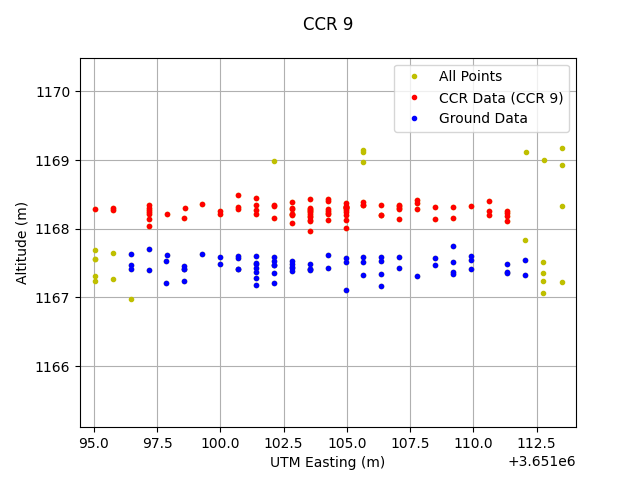 CCR 9
All Points
CCR Data (CCR 9)
Ground Data
Altitude (m)
1170
1169
1168
1167
1166
95.0 97.5 100.0 102.5 105.0 107.5 110.0 112.5
UTM Easting (m)
+3.651e6